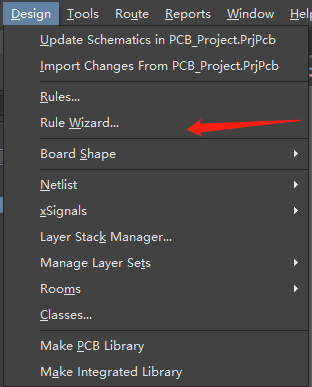 Design Tools Route Reports Window Hel
Update Schematics in PCB_Project.PrjPcb
Import Changes From PCB_Project.PrjPcb
Rules...
Rule Wizard...
Board Shape
Netlist
xSignals
Layer Stack Manager...
Manage Layer Sets
Rooms
Classes...
Make PCB Library
Make Integrated Library